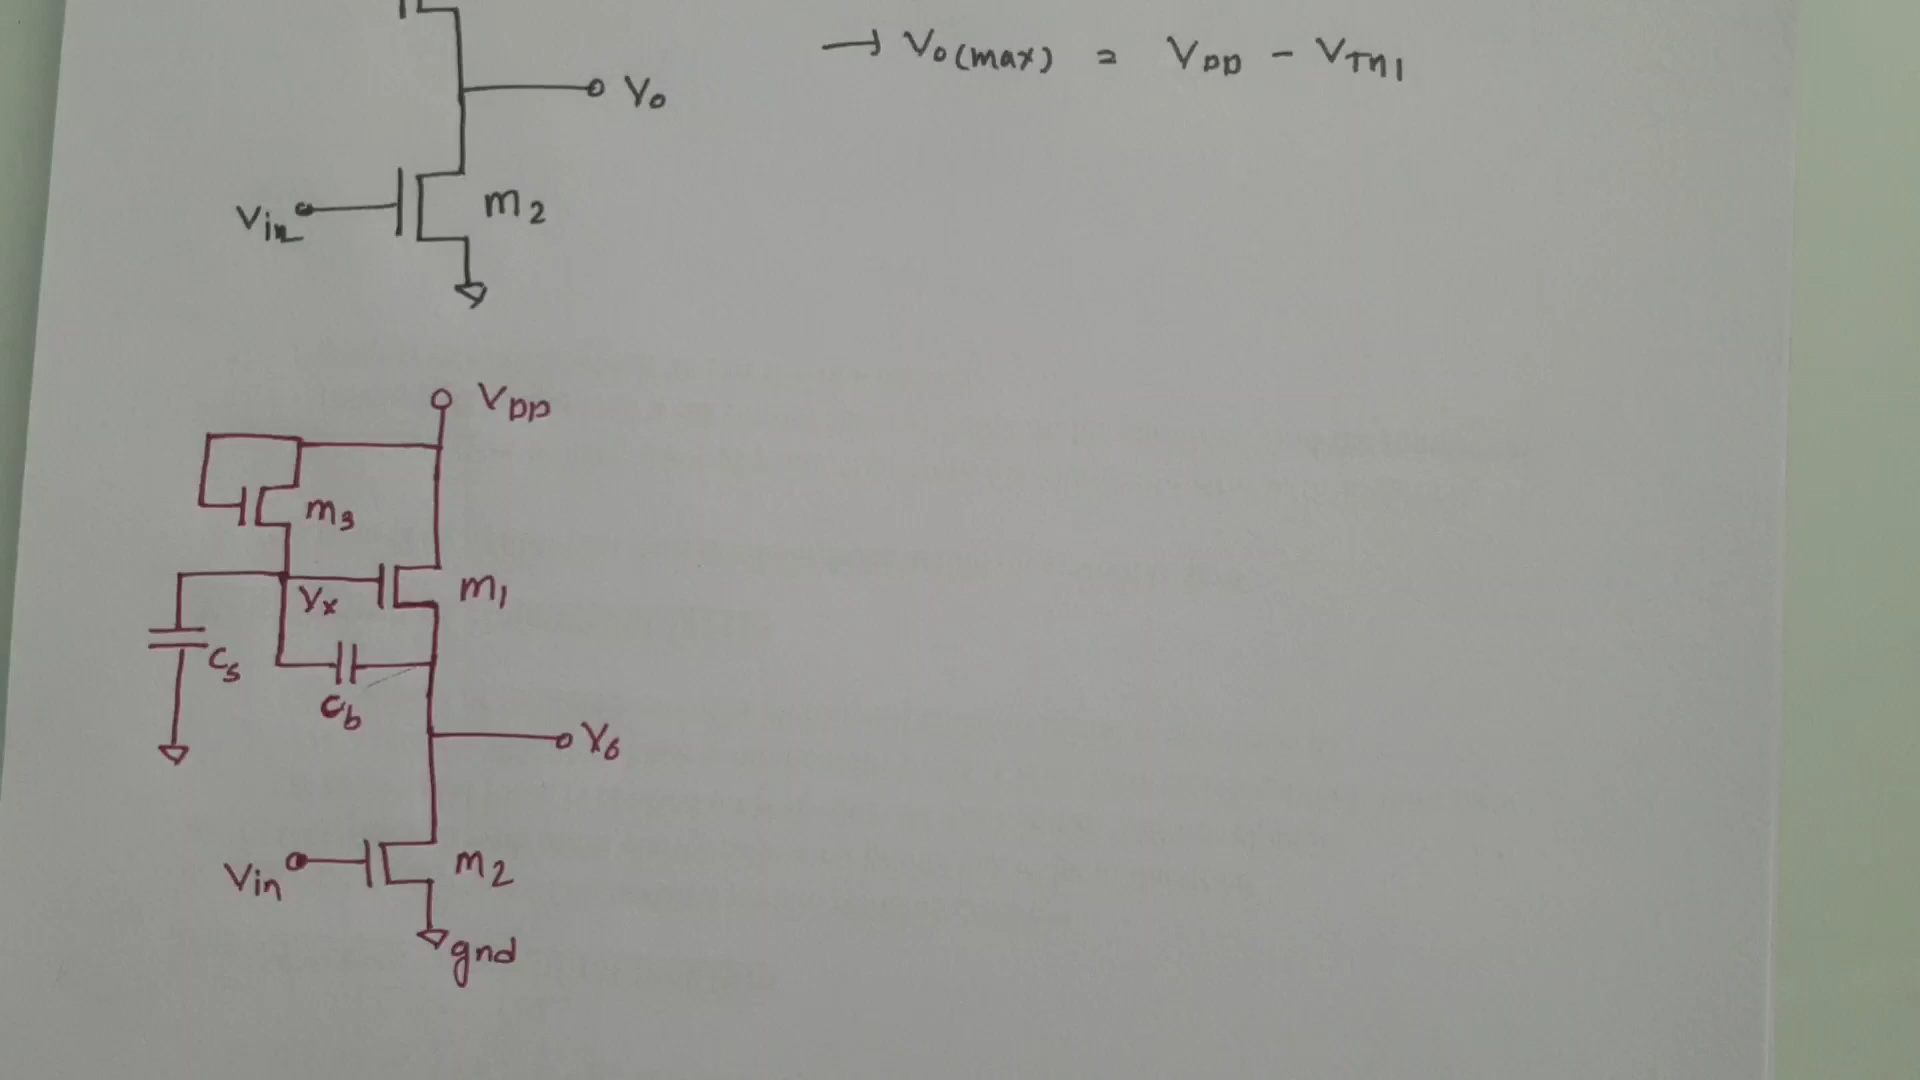 → Vo(max) = VDD - VTn1
Vo
Vin
m2
VDD
m3
m1
Vx
Cs
Cb
Vo
Vin
m2
gnd